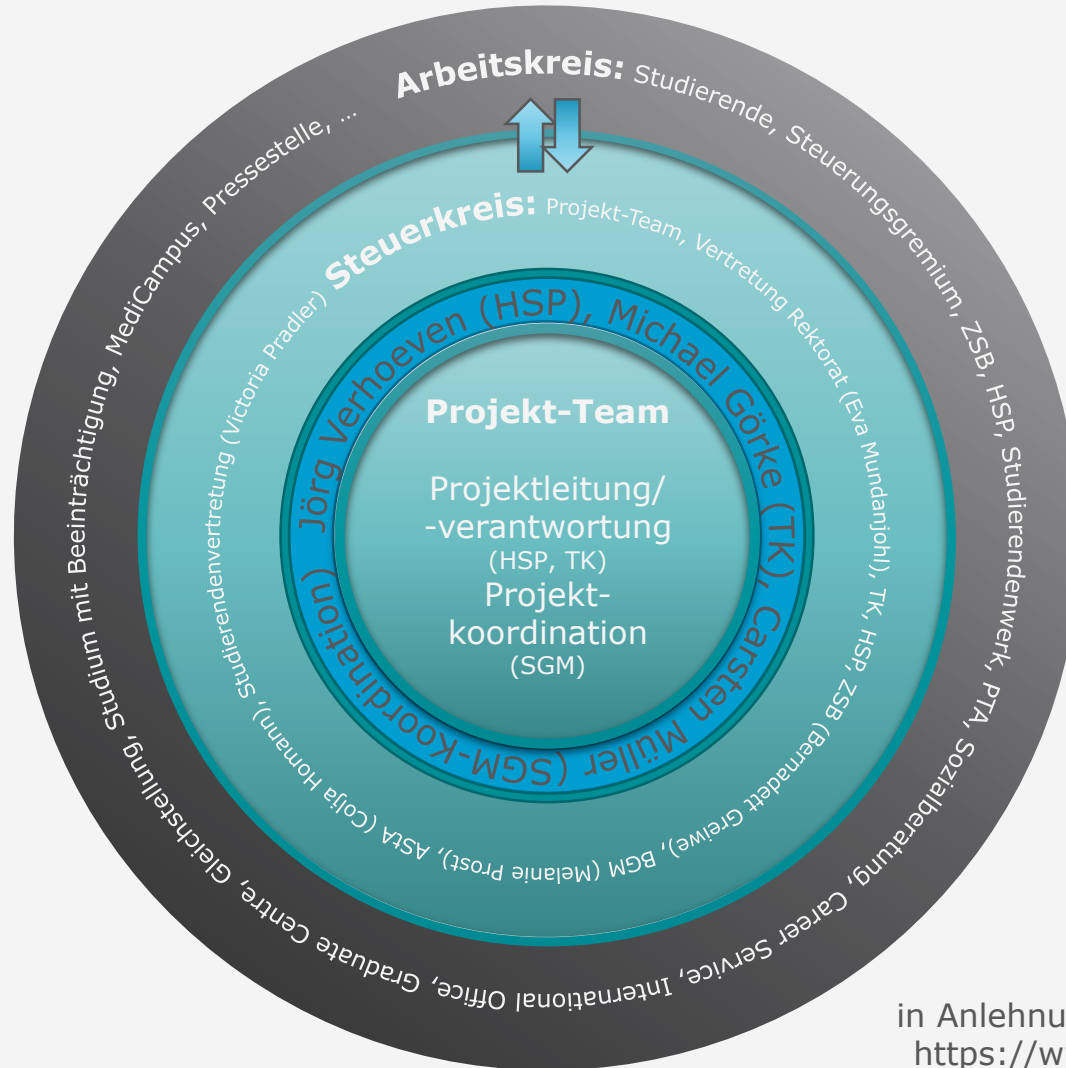 Arbeitskreis: Studierende, Steuerungsgremium, ZSB, HSP, Studierendenwerk, PTA, Sozialberatung, Career Service, International Office, Graduate Centre, Gleichstellung, Studium mit Beeinträchtigung, MediCampus, Pressestelle, ...
Steuerkreis: Projekt-Team, Vertretung Rektorat (Eva Mundanjohl), TK, HSP, ZSB (Bernadett Greiwe), BGM (Melanie Prost), AStA (Colja Homann), Studierendenvertretung (Victoria Pradler)
Jörg Verhoeven (HSP), Michael Görke (TK), Carsten Müller (SGM-Koordination)
Projekt-Team
Projektleitung/
-verantwortung
(HSP, TK)
Projekt-
koordination
(SGM)
in Anlehnu
https://w